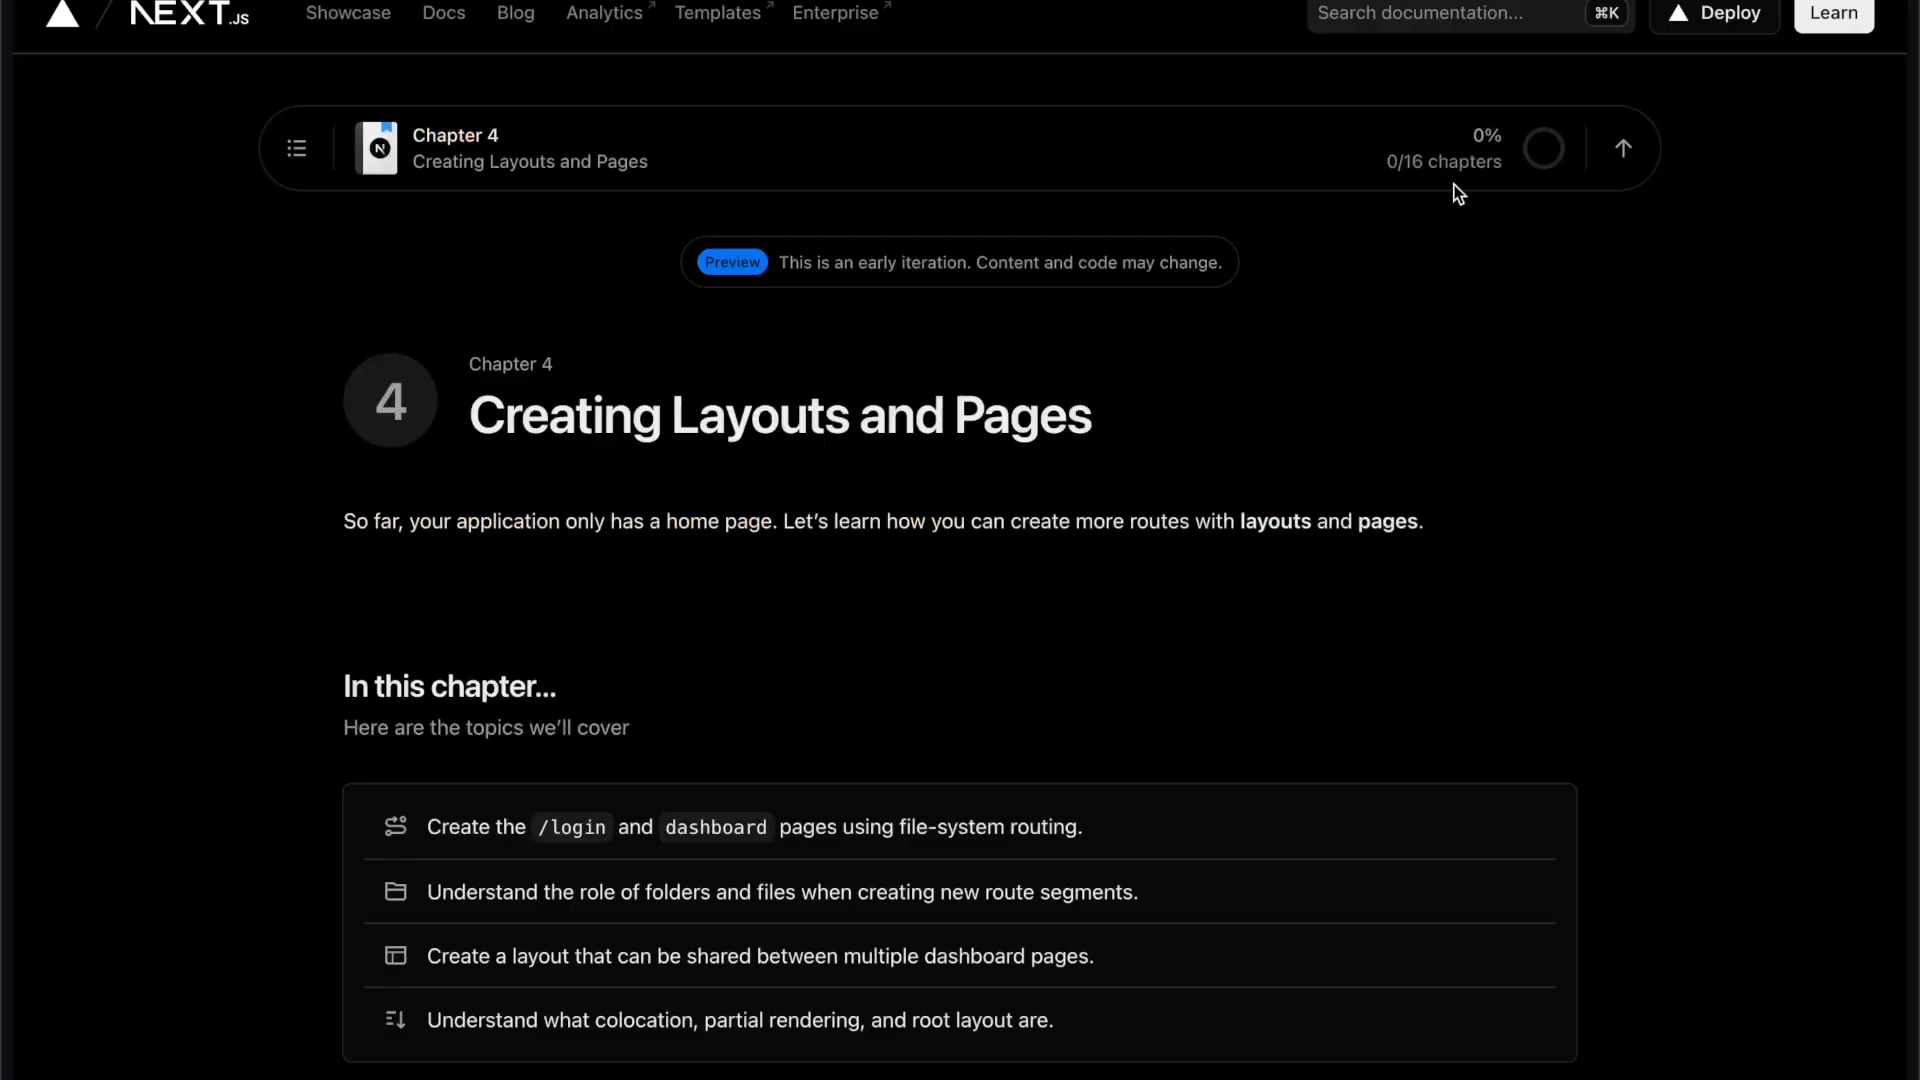 NEXT.JS Showcase Docs Blog Analytics Templates Enterprise Search documentation... ⌘K Deploy Learn
Chapter 4
Creating Layouts and Pages
0%
0/16 chapters
Preview This is an early iteration. Content and code may change.
4
Chapter 4
Creating Layouts and Pages
So far, your application only has a home page. Let’s learn how you can create more routes with layouts and pages.
In this chapter...
Here are the topics we’ll cover
Create the /login and dashboard pages using file-system routing.
Understand the role of folders and files when creating new route segments.
Create a layout that can be shared between multiple dashboard pages.
Understand what colocation, partial rendering, and root layout are.